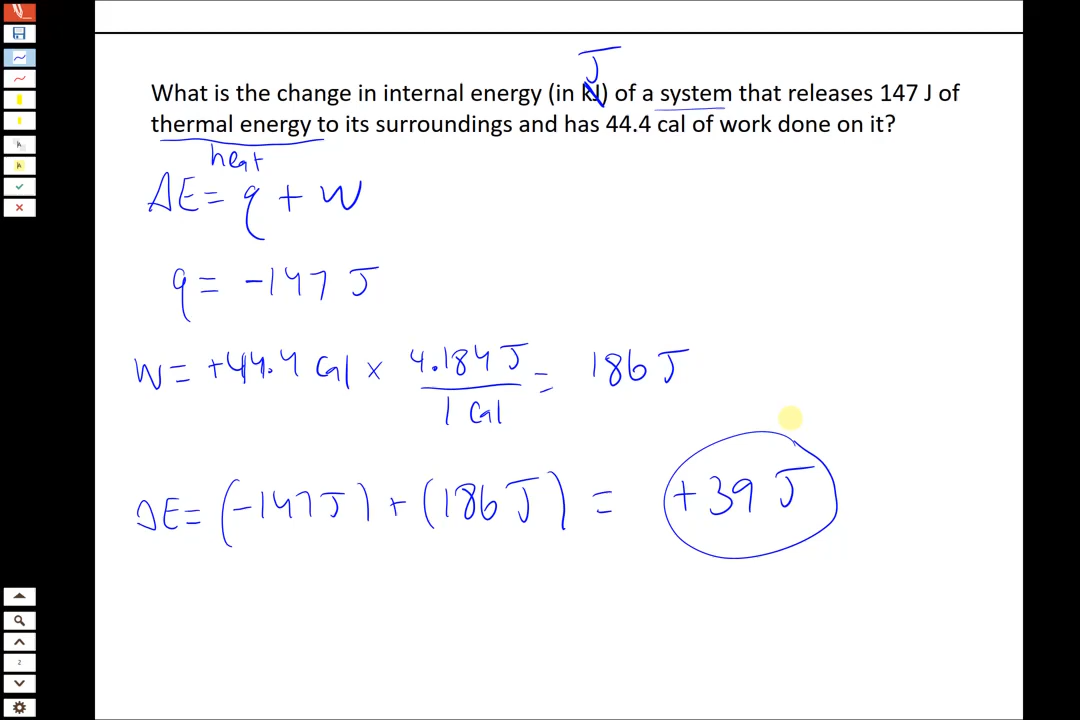 J
What is the change in internal energy (in kJ) of a system that releases 147 J of
thermal energy to its surroundings and has 44.4 cal of work done on it?
heat
ΔE = q + w
q = -147 J
W = +44.4 Cal × 4.184 J / 1 Cal = 186 J
ΔE = (-147 J) + (186 J) = +39 J
2